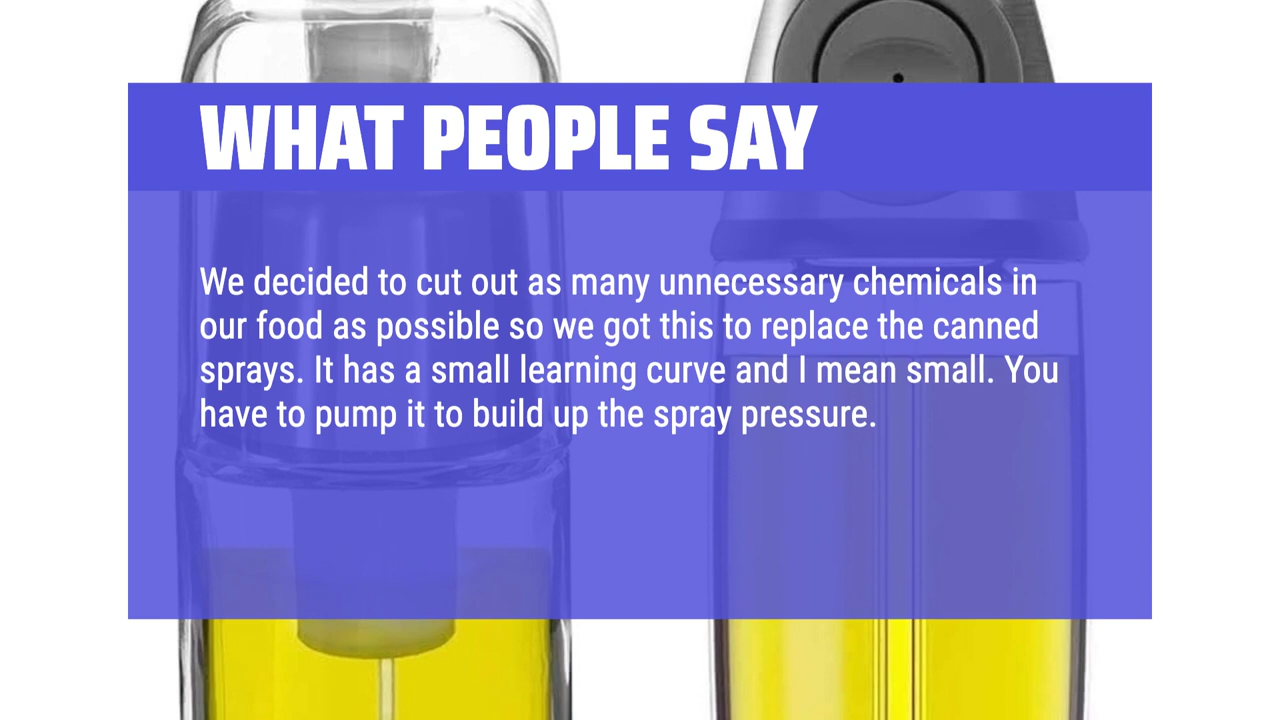 WHAT PEOPLE SAY
We decided to cut out as many unnecessary chemicals in
our food as possible so we got this to replace the canned
sprays. It has a small learning curve and I mean small. You
have to pump it to build up the spray pressure.